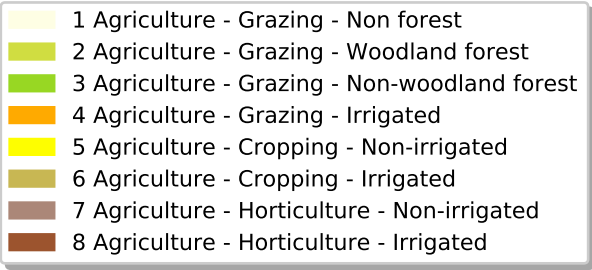 1 Agriculture - Grazing - Non forest
2 Agriculture - Grazing - Woodland forest
3 Agriculture - Grazing - Non-woodland forest
4 Agriculture - Grazing - Irrigated
5 Agriculture - Cropping - Non-irrigated
6 Agriculture - Cropping - Irrigated
7 Agriculture - Horticulture - Non-irrigated
8 Agriculture - Horticulture - Irrigated